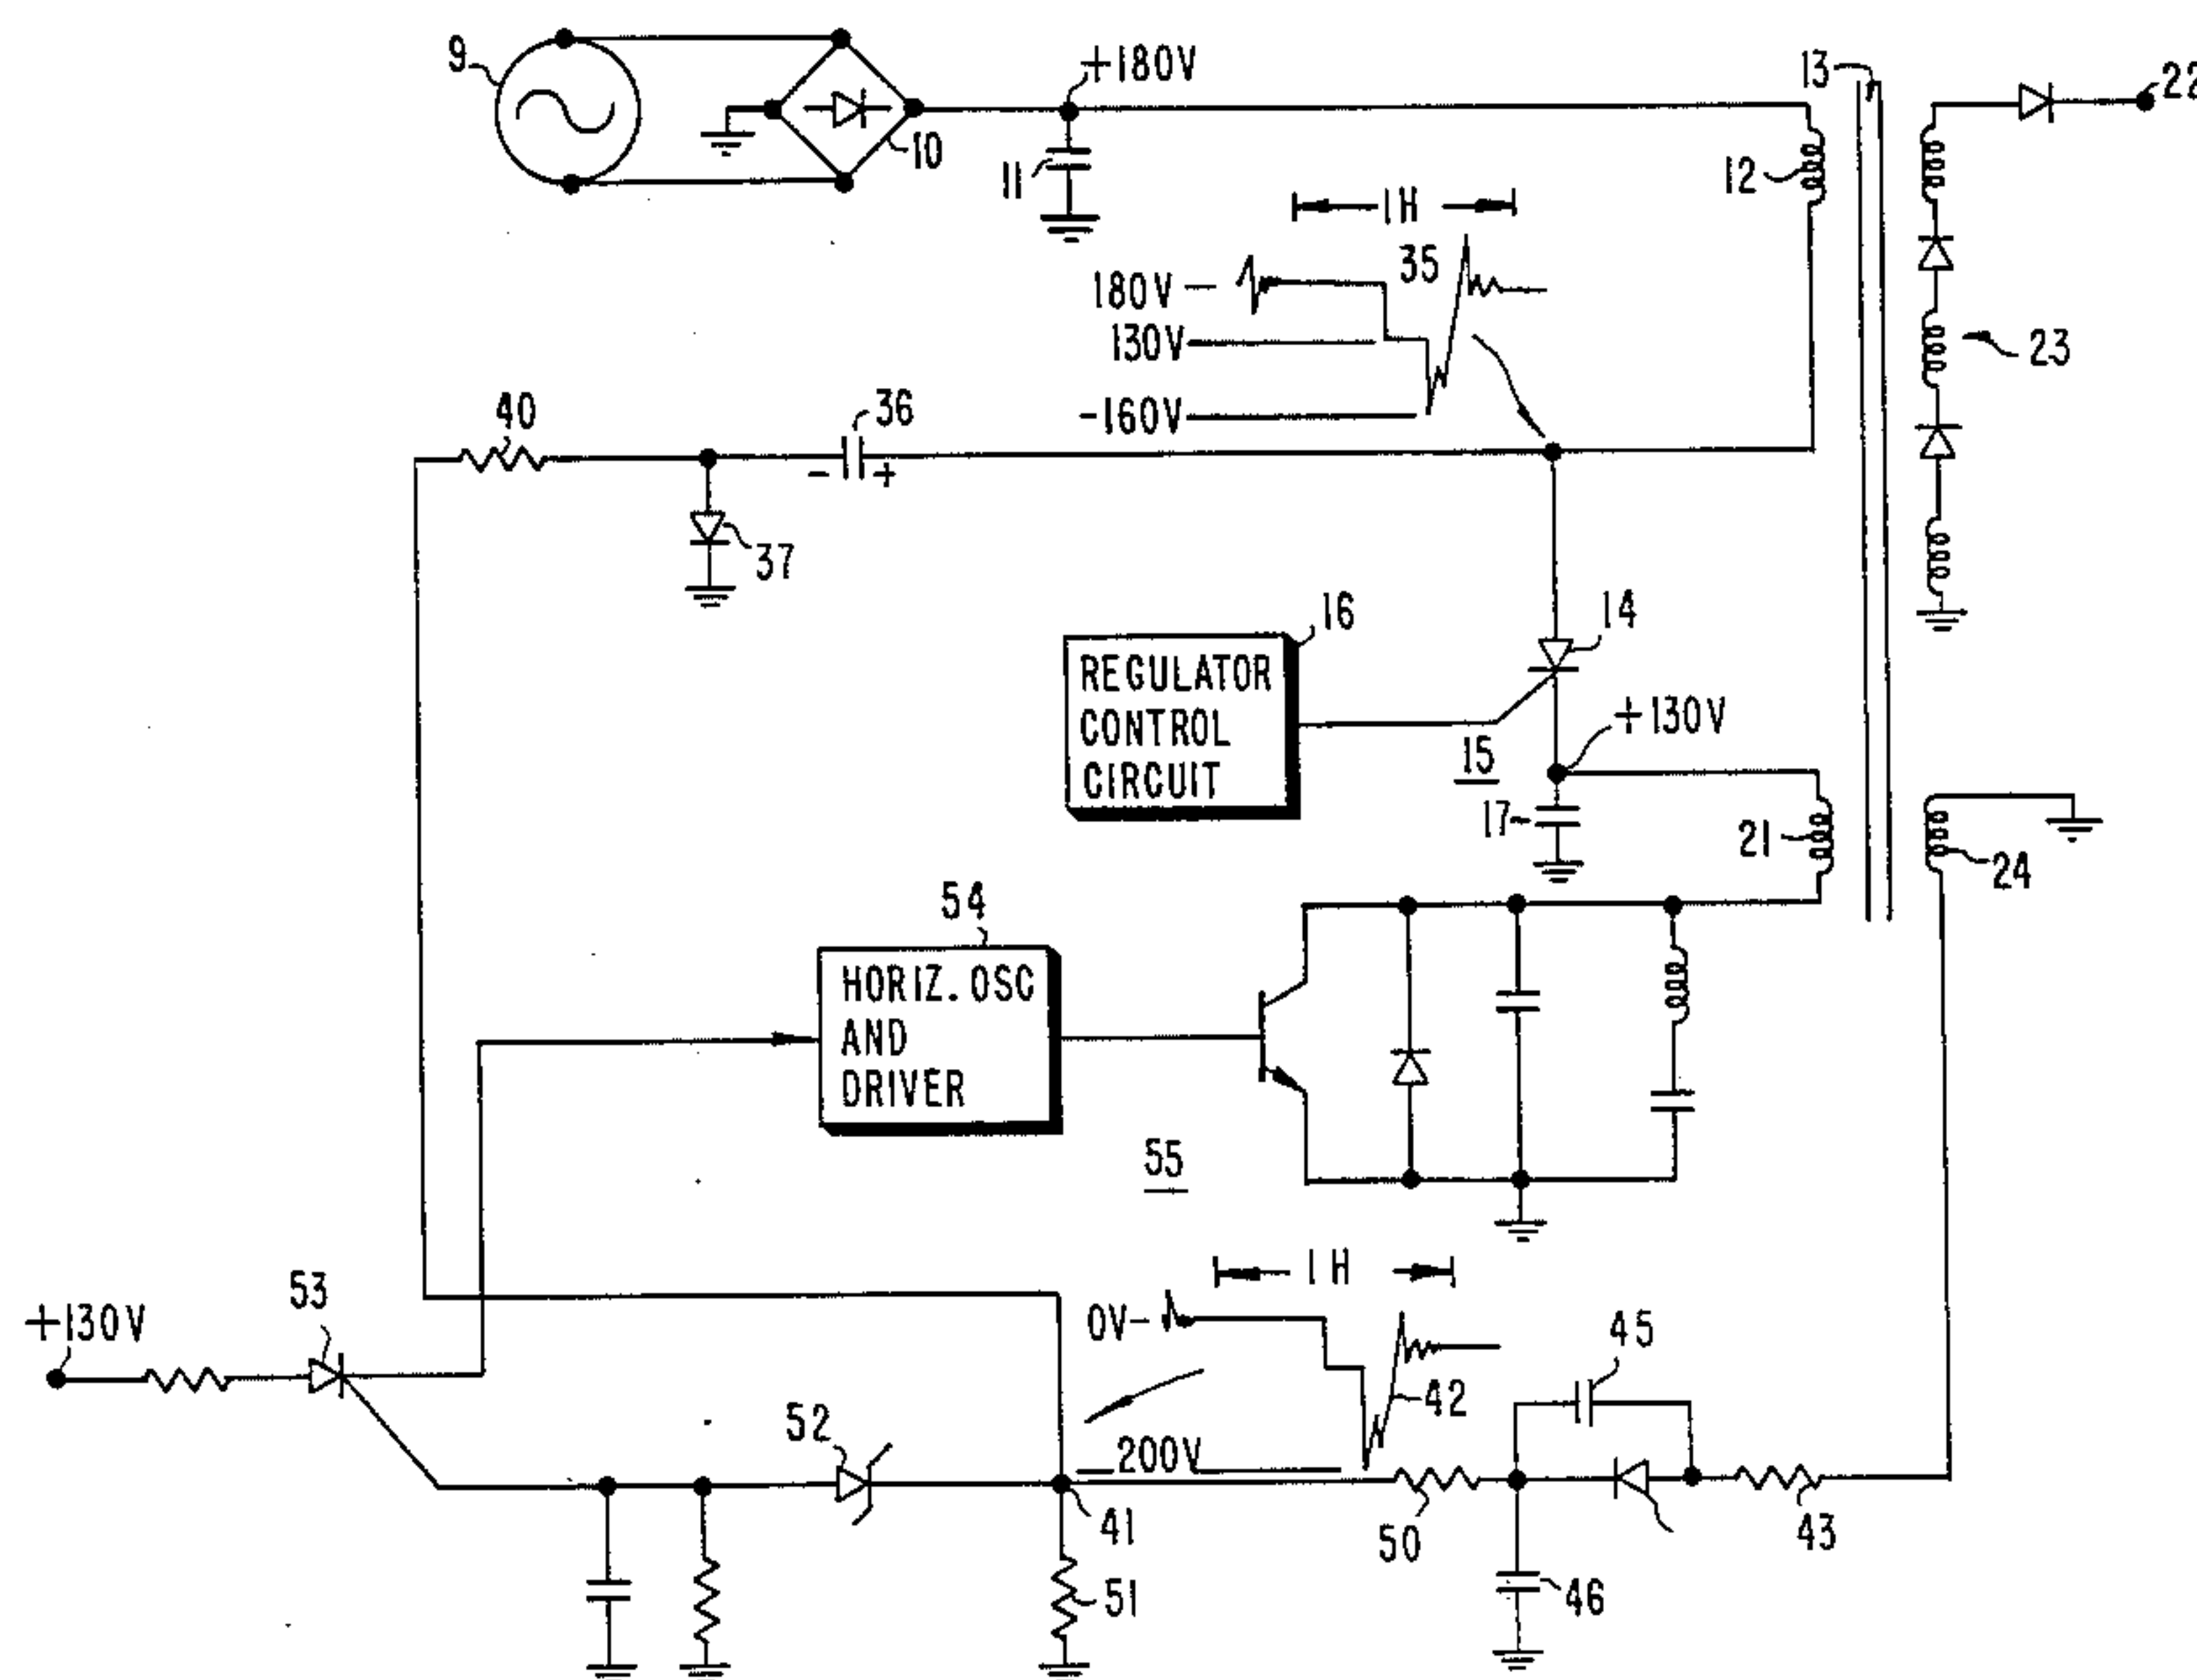 9
10
+180V
11
12
13
22
23
1H
35
180V
130V
-160V
40
36
- +
37
REGULATOR
CONTROL
CIRCUIT
16
14
15
+130V
17
21
24
54
HORIZ. OSC
AND
DRIVER
55
1H
0V
42
-200V
45
+130V
53
52
41
50
43
51
46